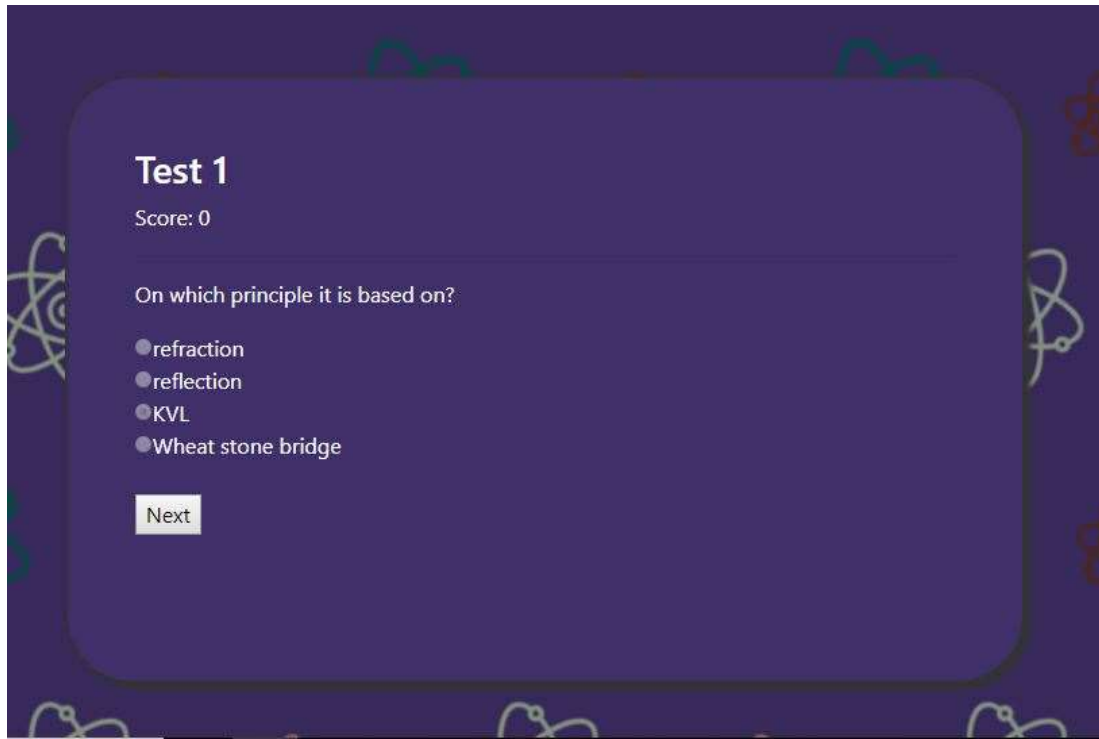 Test 1
Score: 0
On which principle it is based on?
refraction
reflection
KVL
Wheat stone bridge
Next